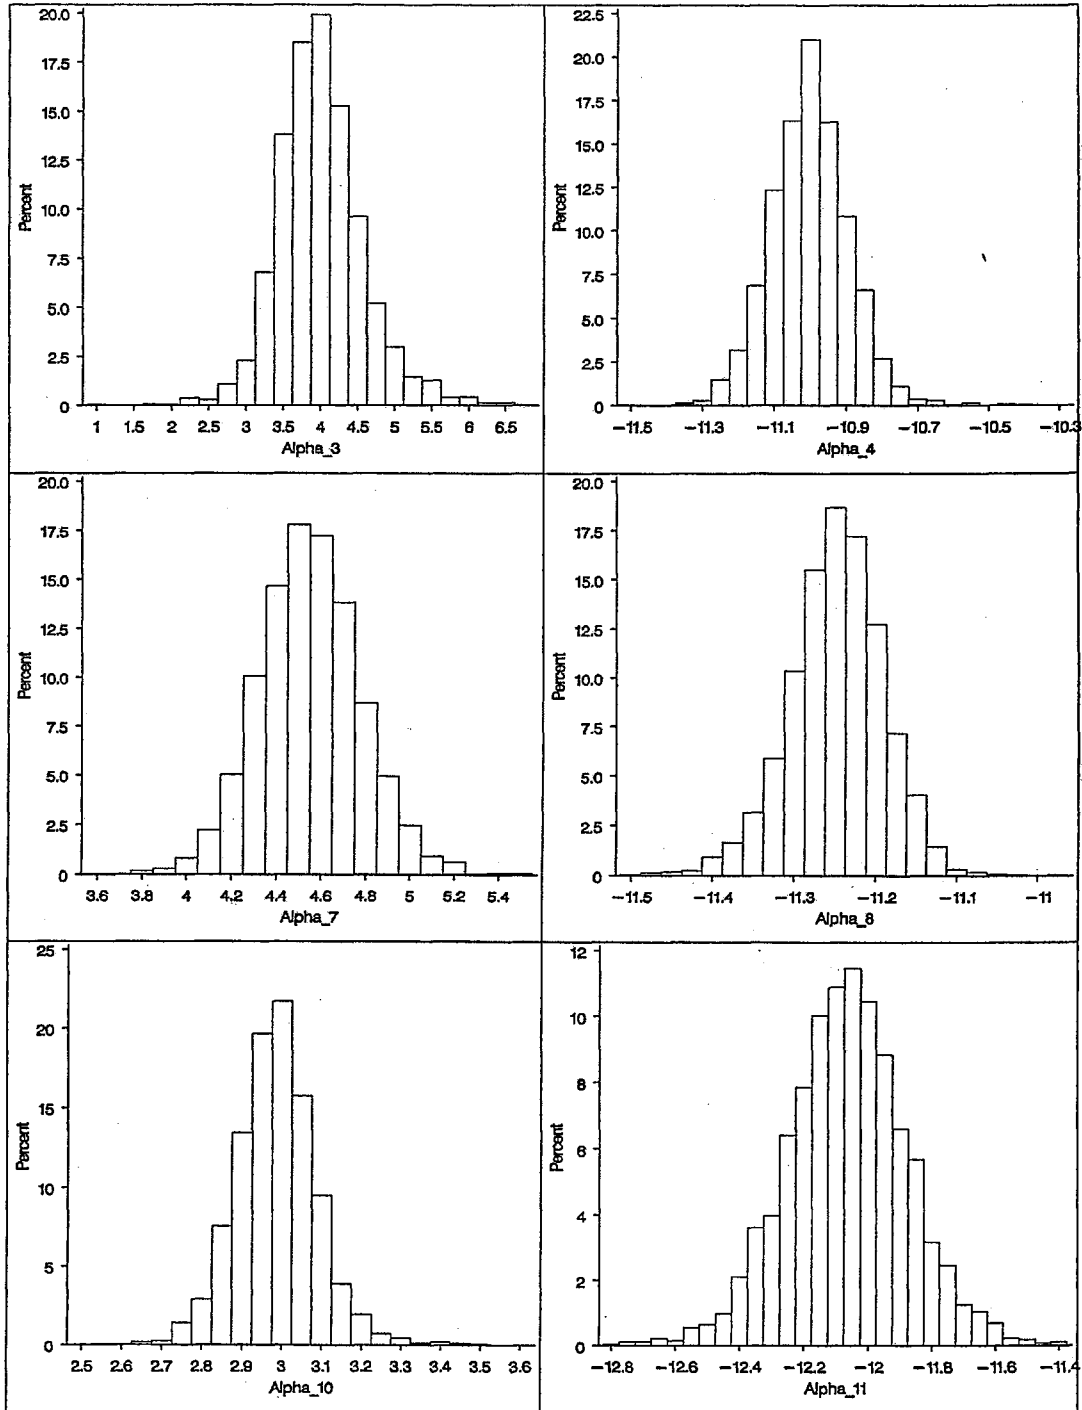 20.0
17.5
15.0
12.5
10.0
7.5
5.0
2.5
0
Percent
1 1.5 2 2.5 3 3.5 4 4.5 5 5.5 6 6.5
Alpha_3
22.5
20.0
17.5
15.0
12.5
10.0
7.5
5.0
2.5
0
Percent
−11.5 −11.3 −11.1 −10.9 −10.7 −10.5 −10.3
Alpha_4
20.0
17.5
15.0
12.5
10.0
7.5
5.0
2.5
0
Percent
3.6 3.8 4 4.2 4.4 4.6 4.8 5 5.2 5.4
Alpha_7
20.0
17.5
15.0
12.5
10.0
7.5
5.0
2.5
0
Percent
−11.5 −11.4 −11.3 −11.2 −11.1 −11
Alpha_8
25
20
15
10
5
0
Percent
2.5 2.6 2.7 2.8 2.9 3 3.1 3.2 3.3 3.4 3.5 3.6
Alpha_10
12
10
8
6
4
2
0
Percent
−12.8 −12.6 −12.4 −12.2 −12 −11.8 −11.6 −11.4
Alpha_11